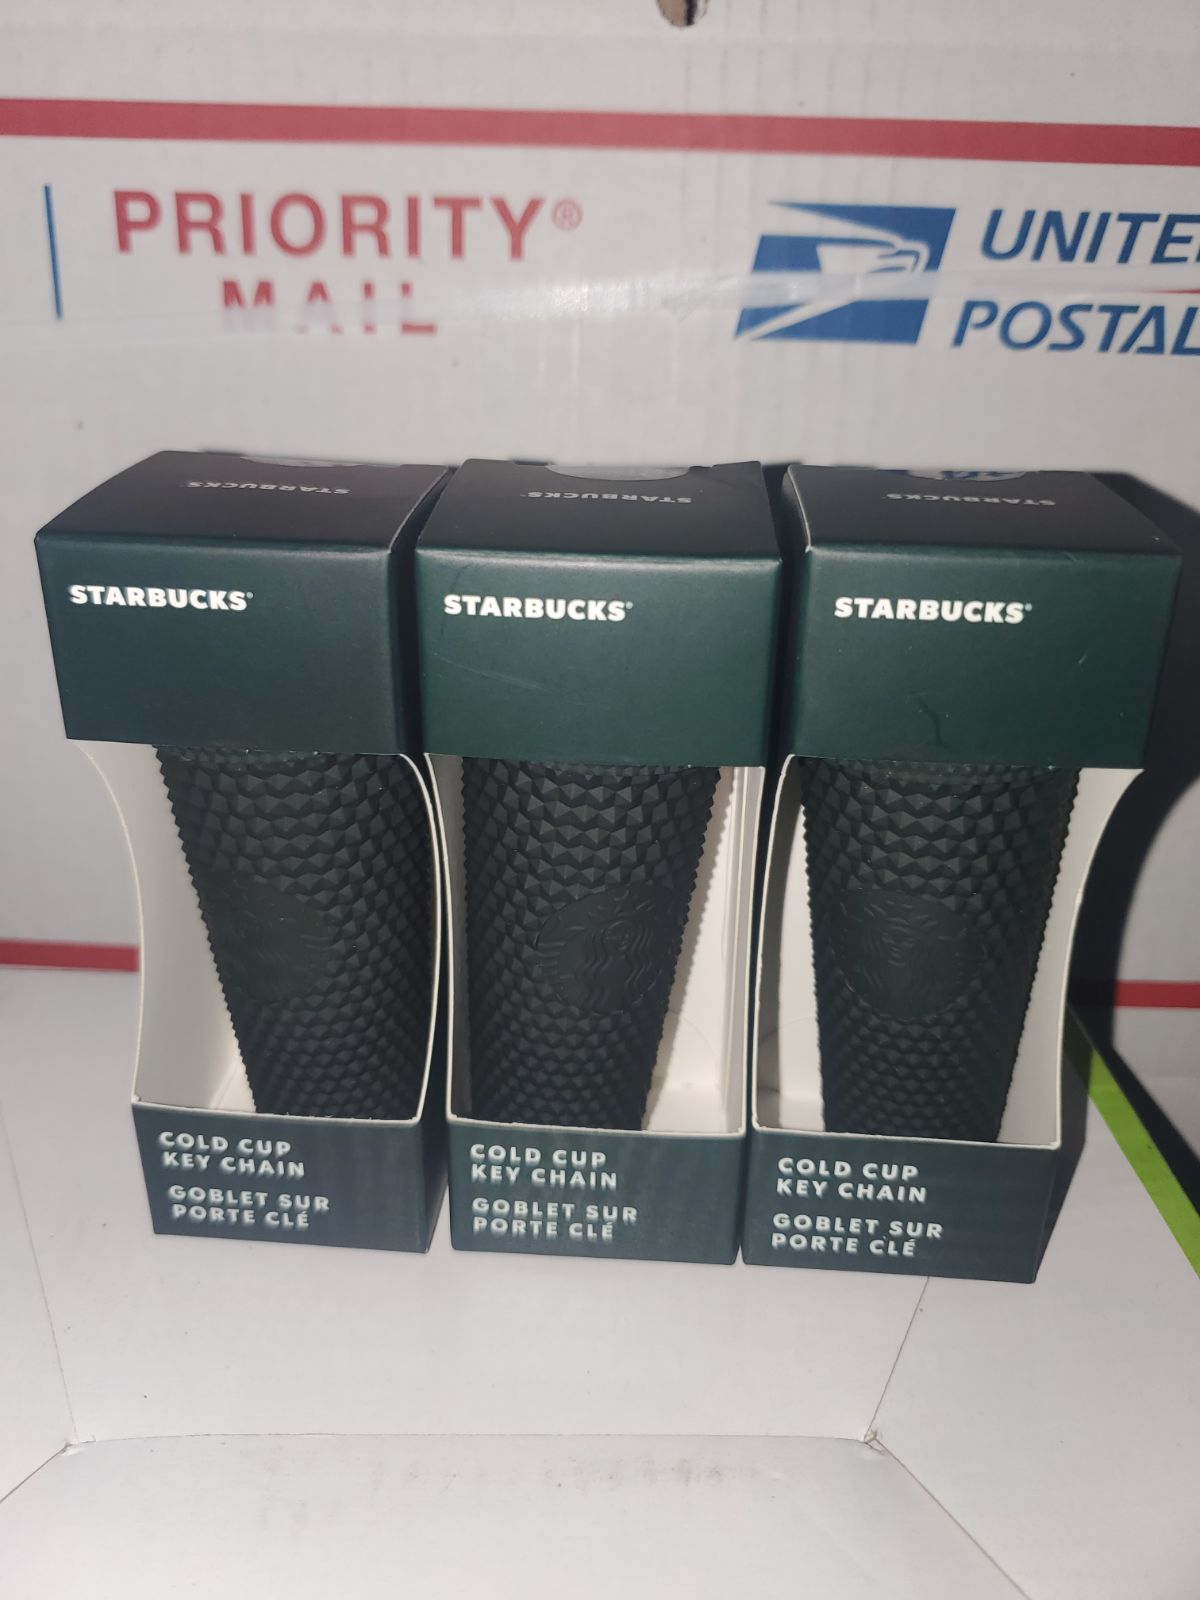 PRIORITY®
MAIL
UNITE
POSTAL
STARBUCKS
STARBUCKS
STARBUCKS
STARBUCKS®
STARBUCKS®
STARBUCKS®
COLD CUP
KEY CHAIN
GOBLET SUR
PORTE CLÉ
COLD CUP
KEY CHAIN
GOBLET SUR
PORTE CLÉ
COLD CUP
KEY CHAIN
GOBLET SUR
PORTE CLÉ